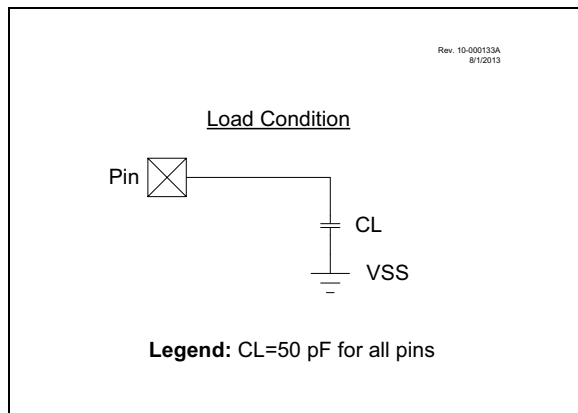 Rev. 10-000133A
8/1/2013
Load Condition
Pin
CL
VSS
Legend: CL=50 pF for all pins